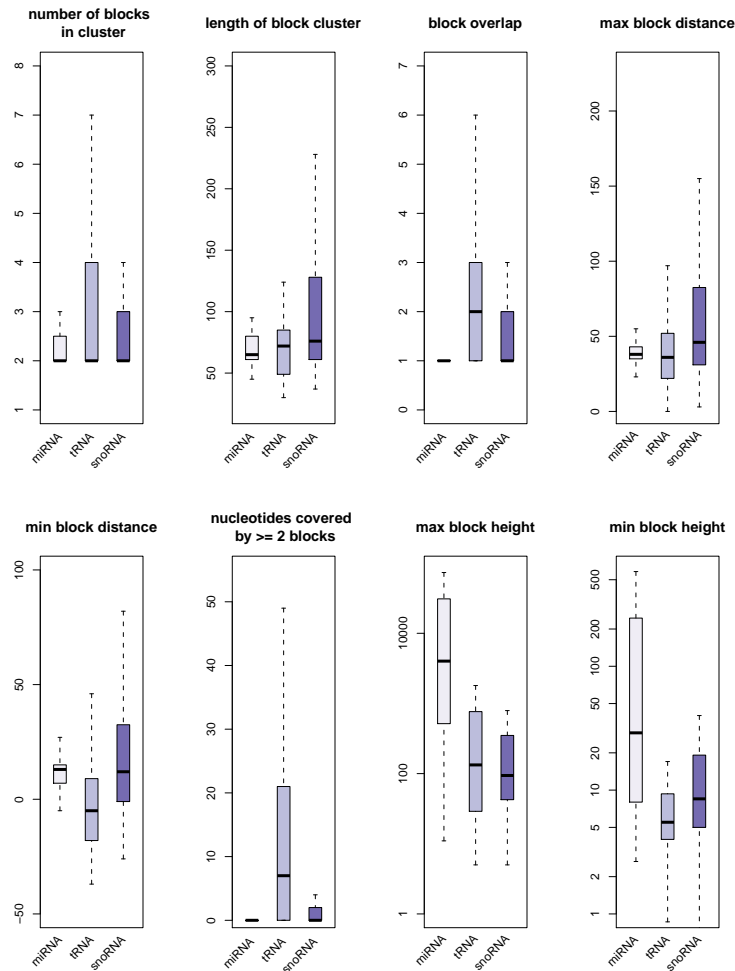 number of blocks
in cluster
8
7
6
5
4
3
2
1
miRNA
tRNA
snoRNA
length of block cluster
300
250
200
150
100
50
miRNA
tRNA
snoRNA
block overlap
7
6
5
4
3
2
1
0
miRNA
tRNA
snoRNA
max block distance
200
150
100
50
0
miRNA
tRNA
snoRNA
min block distance
100
50
0
−50
miRNA
tRNA
snoRNA
nucleotides covered
by >= 2 blocks
50
40
30
20
10
0
miRNA
tRNA
snoRNA
max block height
10000
100
1
miRNA
tRNA
snoRNA
min block height
500
200
100
50
20
10
5
2
1
miRNA
tRNA
snoRNA